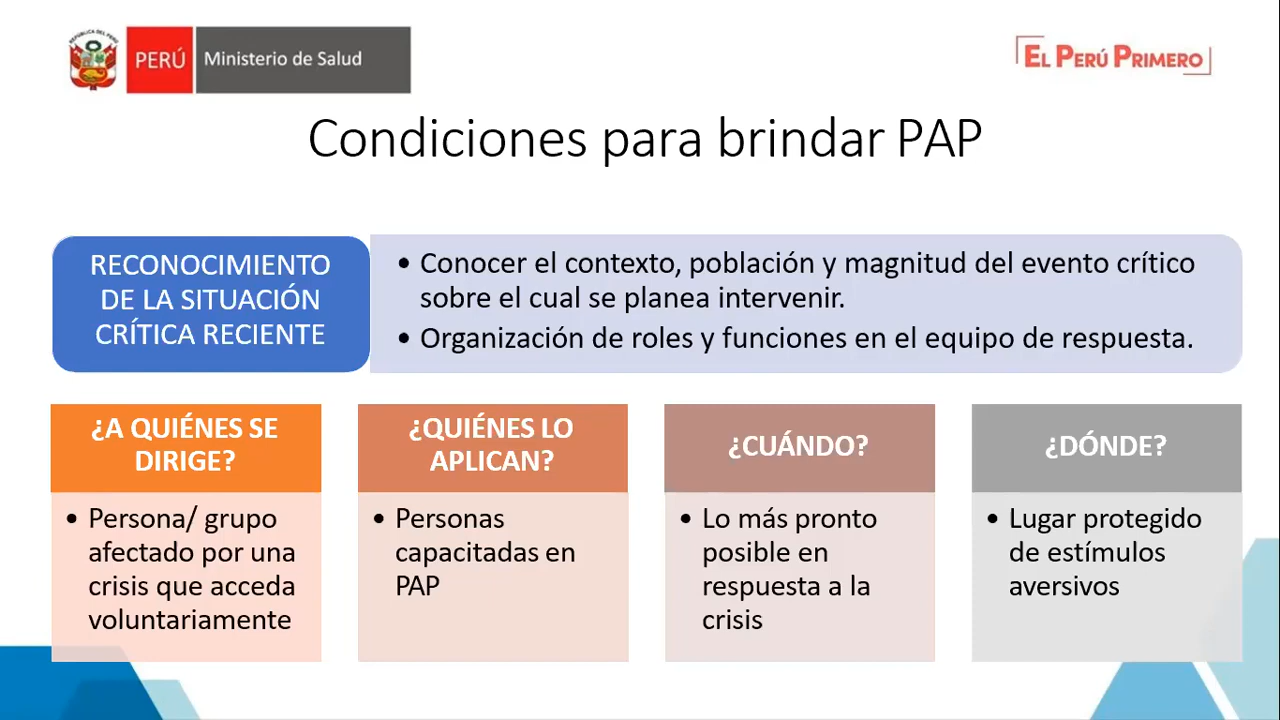 REPÚBLICA DEL PERÚ
PERÚ
Ministerio de Salud
EL PERÚ PRIMERO
Condiciones para brindar PAP
RECONOCIMIENTO
DE LA SITUACIÓN
CRÍTICA RECIENTE
• Conocer el contexto, población y magnitud del evento crítico
sobre el cual se planea intervenir.
• Organización de roles y funciones en el equipo de respuesta.
¿A QUIÉNES SE
DIRIGE?
• Persona/ grupo
afectado por una
crisis que acceda
voluntariamente
¿QUIÉNES LO
APLICAN?
• Personas
capacitadas en
PAP
¿CUÁNDO?
• Lo más pronto
posible en
respuesta a la
crisis
¿DÓNDE?
• Lugar protegido
de estímulos
aversivos